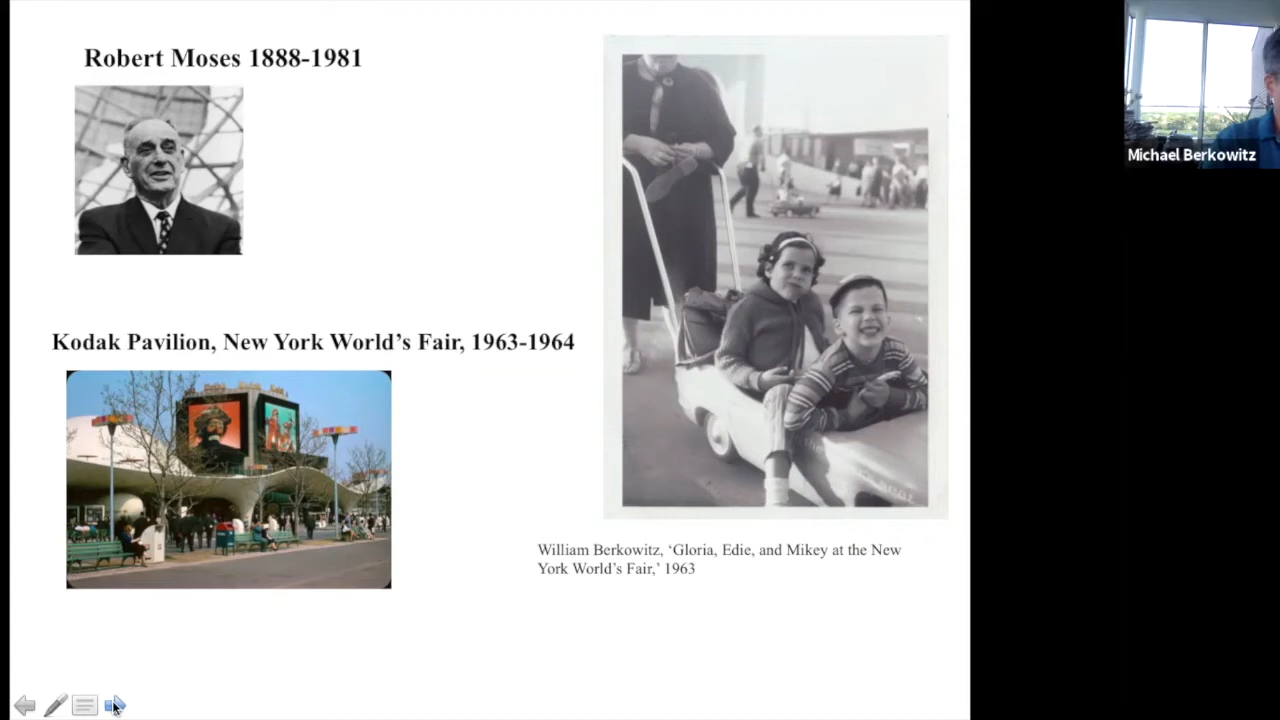 Robert Moses 1888-1981
Kodak Pavilion, New York World's Fair, 1963-1964
William Berkowitz, ‘Gloria, Edie, and Mikey at the New
York World's Fair,’ 1963
Michael Berkowitz